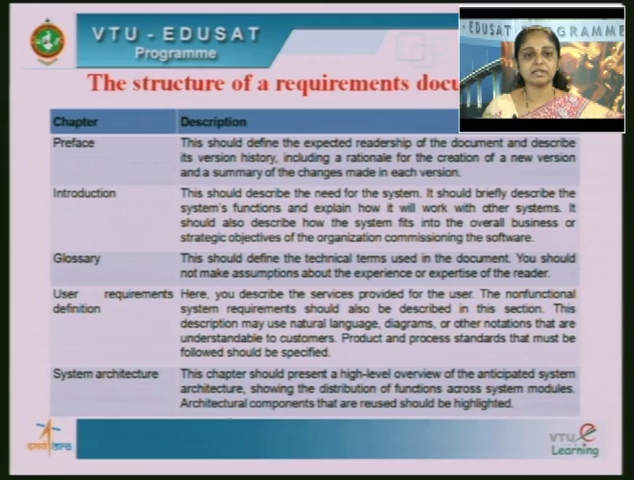 VTU - EDUSAT
Programme
- EDUSAT PROGRAMME
The structure of a requirements
Chapter Description
Preface This should define the expected readership of the document and describe
its version history, including a rationale for the creation of a new version
and a summary of the changes made in each version.
Introduction This should describe the need for the system. It should briefly describe the
system's functions and explain how it will work with other systems. It
should also describe how the system fits into the overall business or
strategic objectives of the organization commissioning the software.
Glossary This should define the technical terms used in the document. You should
not make assumptions about the experience or expertise of the reader.
User requirements Here, you describe the services provided for the user. The nonfunctional
definition system requirements should also be described in this section. This
description may use natural language, diagrams, or other notations that are
understandable to customers. Product and process standards that must be
followed should be specified.
System architecture This chapter should present a high-level overview of the anticipated system
architecture, showing the distribution of functions across system modules.
Architectural components that are reused should be highlighted.
इसरो isro
VTU e
Learning